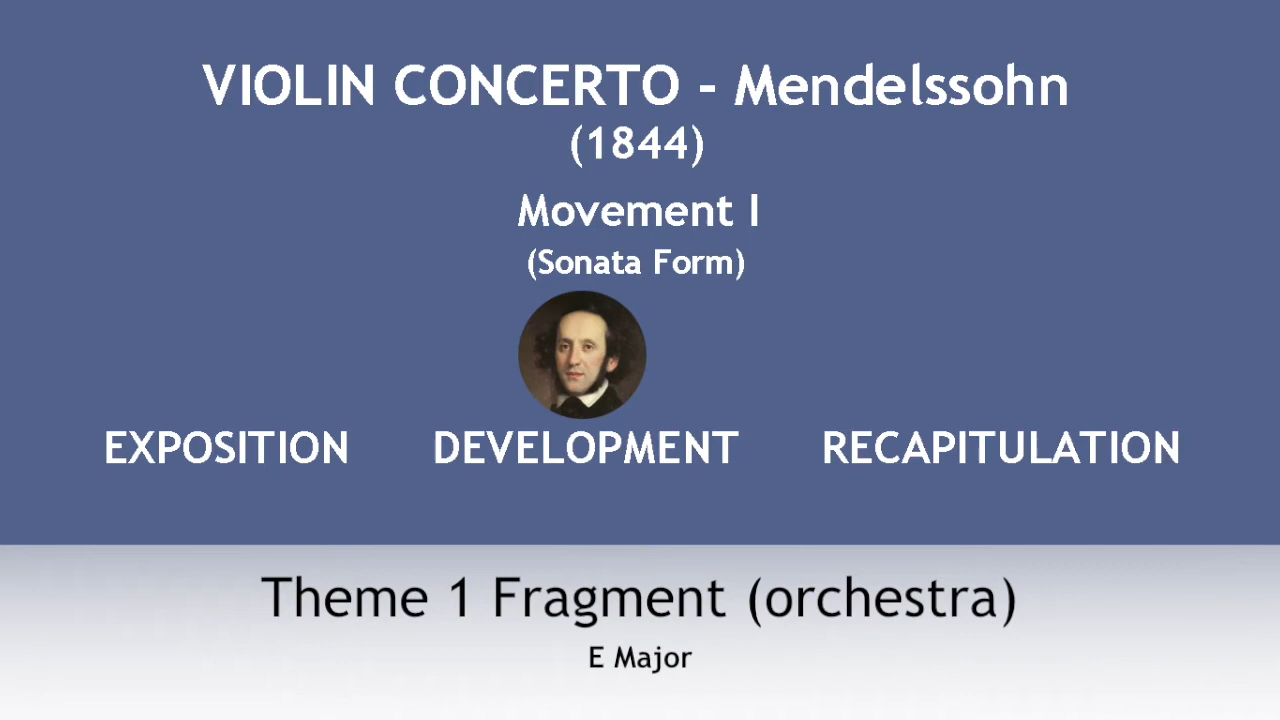 VIOLIN CONCERTO - Mendelssohn
(1844)
Movement I
(Sonata Form)
EXPOSITION DEVELOPMENT RECAPITULATION
Theme 1 Fragment (orchestra)
E Major